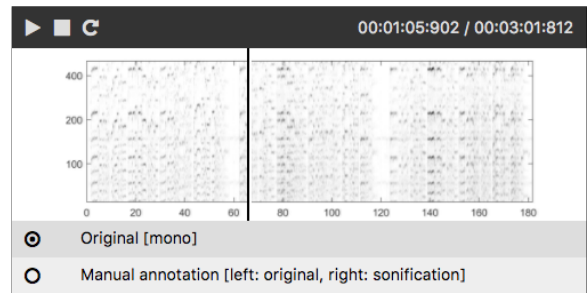 00:01:05:902 / 00:03:01:812
400
200
100
0 20 40 60 80 100 120 140 160 180
Original [mono]
Manual annotation [left: original, right: sonification]